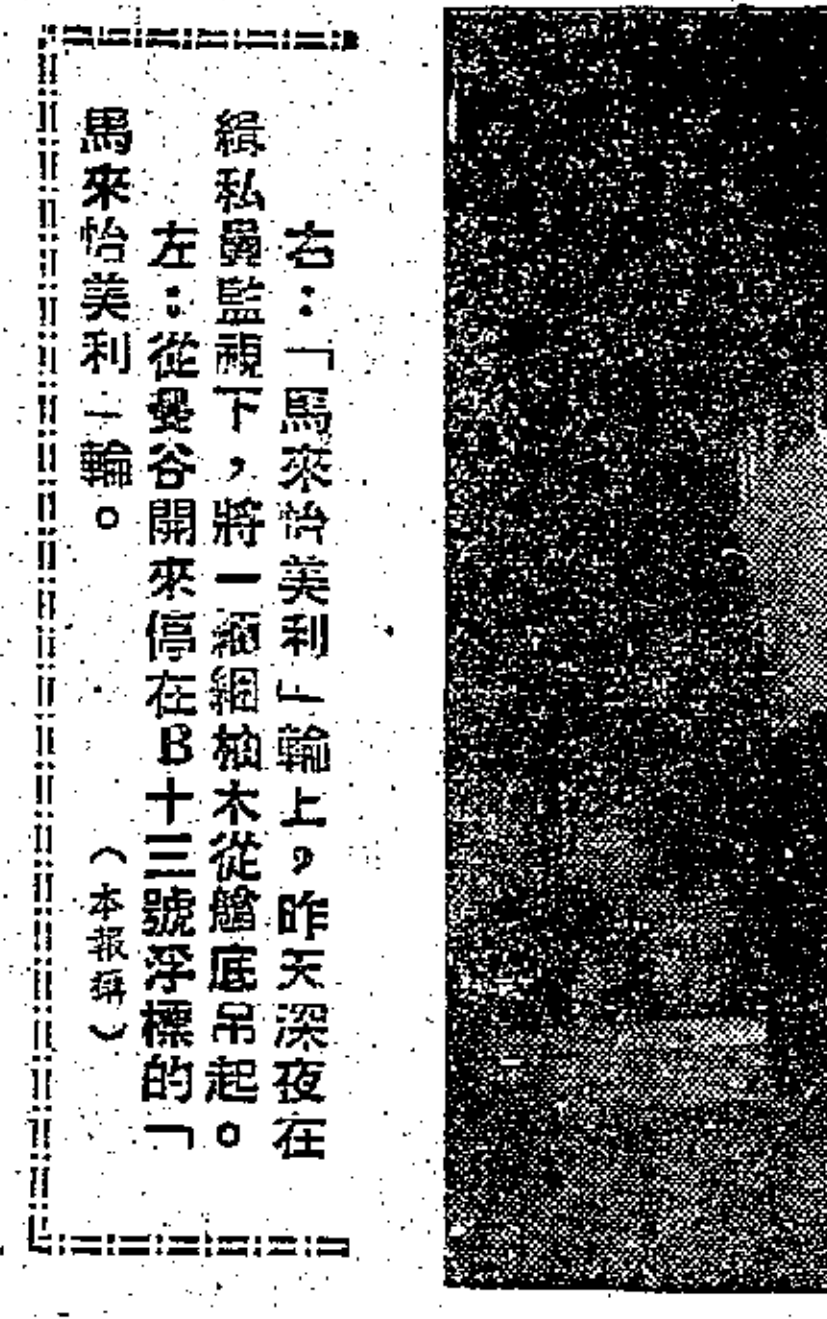 右：「馬來怡美利」輪上，昨天深夜在
緝私員監視下，將一綑綑柚木從艙底吊起。
左：從曼谷開來停在B十三號浮標的「
馬來怡美利」輪。
（本報攝）